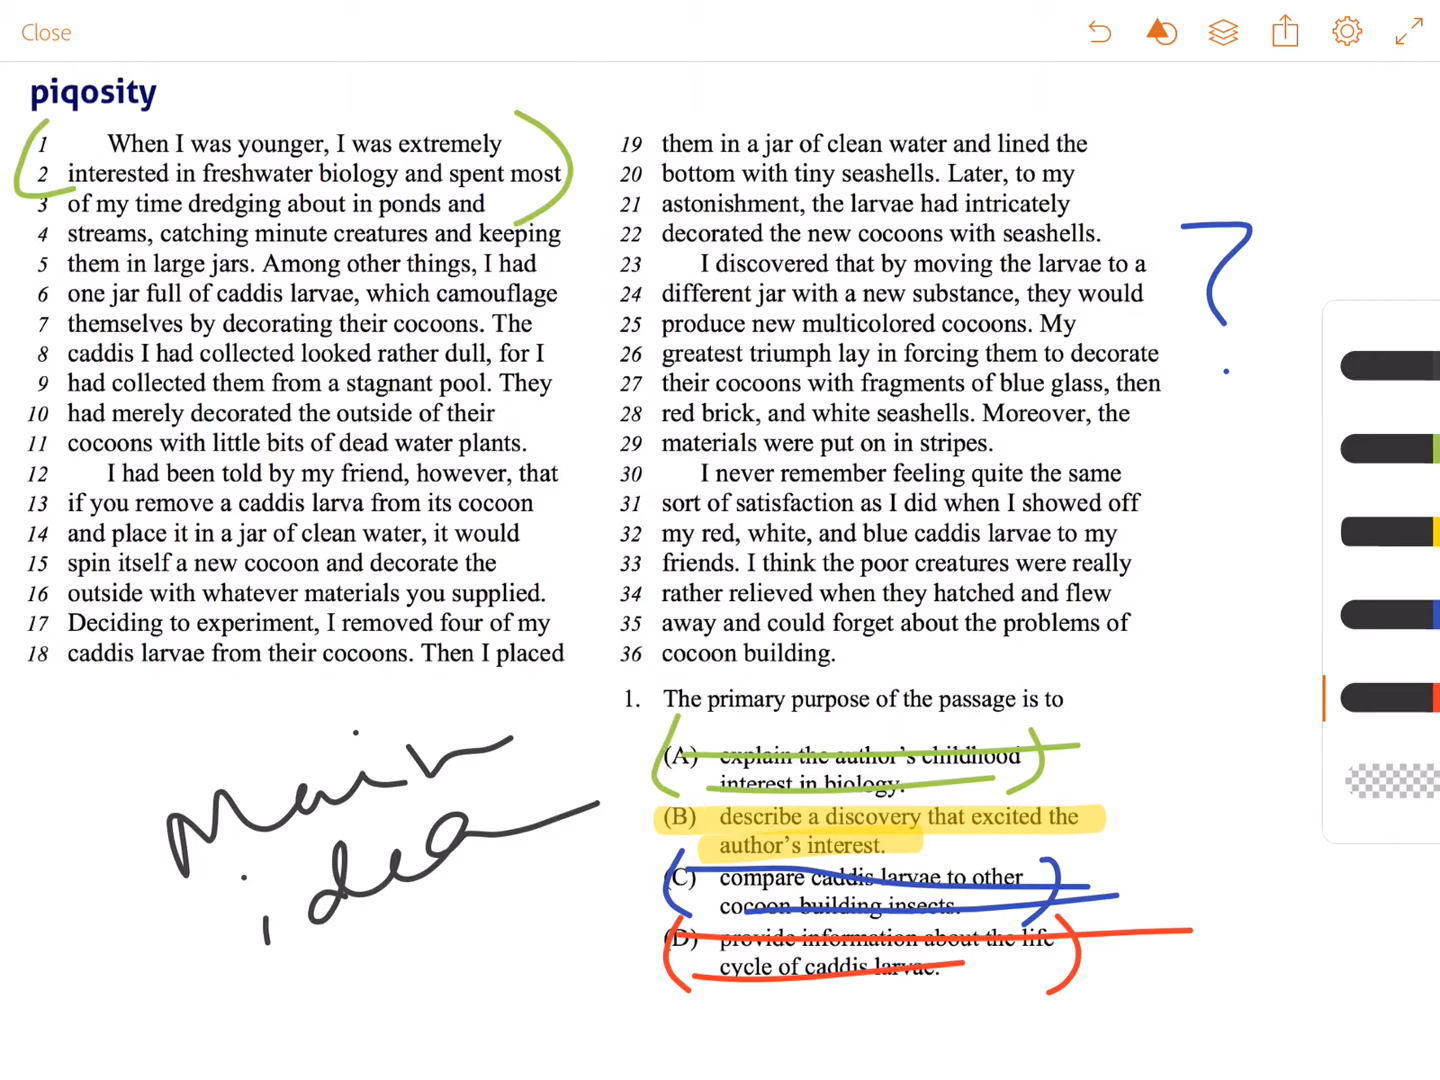 Close
piqosity
1 When I was younger, I was extremely
2 interested in freshwater biology and spent most
3 of my time dredging about in ponds and
4 streams, catching minute creatures and keeping
5 them in large jars. Among other things, I had
6 one jar full of caddis larvae, which camouflage
7 themselves by decorating their cocoons. The
8 caddis I had collected looked rather dull, for I
9 had collected them from a stagnant pool. They
10 had merely decorated the outside of their
11 cocoons with little bits of dead water plants.
12 I had been told by my friend, however, that
13 if you remove a caddis larva from its cocoon
14 and place it in a jar of clean water, it would
15 spin itself a new cocoon and decorate the
16 outside with whatever materials you supplied.
17 Deciding to experiment, I removed four of my
18 caddis larvae from their cocoons. Then I placed
19 them in a jar of clean water and lined the
20 bottom with tiny seashells. Later, to my
21 astonishment, the larvae had intricately
22 decorated the new cocoons with seashells.
23 I discovered that by moving the larvae to a
24 different jar with a new substance, they would
25 produce new multicolored cocoons. My
26 greatest triumph lay in forcing them to decorate
27 their cocoons with fragments of blue glass, then
28 red brick, and white seashells. Moreover, the
29 materials were put on in stripes.
30 I never remember feeling quite the same
31 sort of satisfaction as I did when I showed off
32 my red, white, and blue caddis larvae to my
33 friends. I think the poor creatures were really
34 rather relieved when they hatched and flew
35 away and could forget about the problems of
36 cocoon building.
?
1. The primary purpose of the passage is to
(A) explain the author's childhood
interest in biology.
(B) describe a discovery that excited the
author's interest.
(C) compare caddis larvae to other
cocoon building insects.
(D) provide information about the life
cycle of caddis larvae.
Main
idea